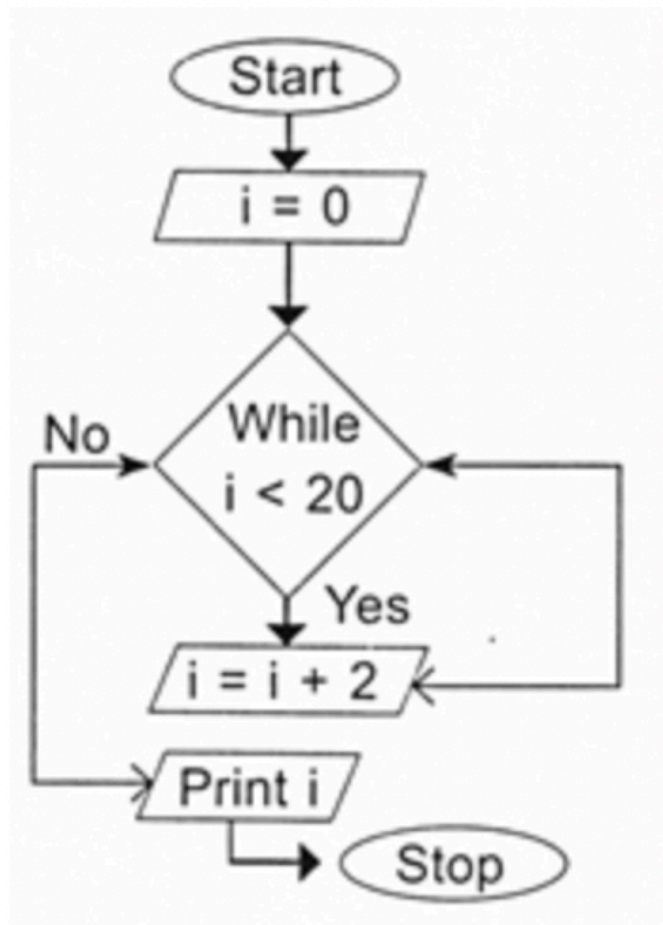 Start
i = 0
While
i < 20
No
Yes
i = i + 2
Print i
Stop